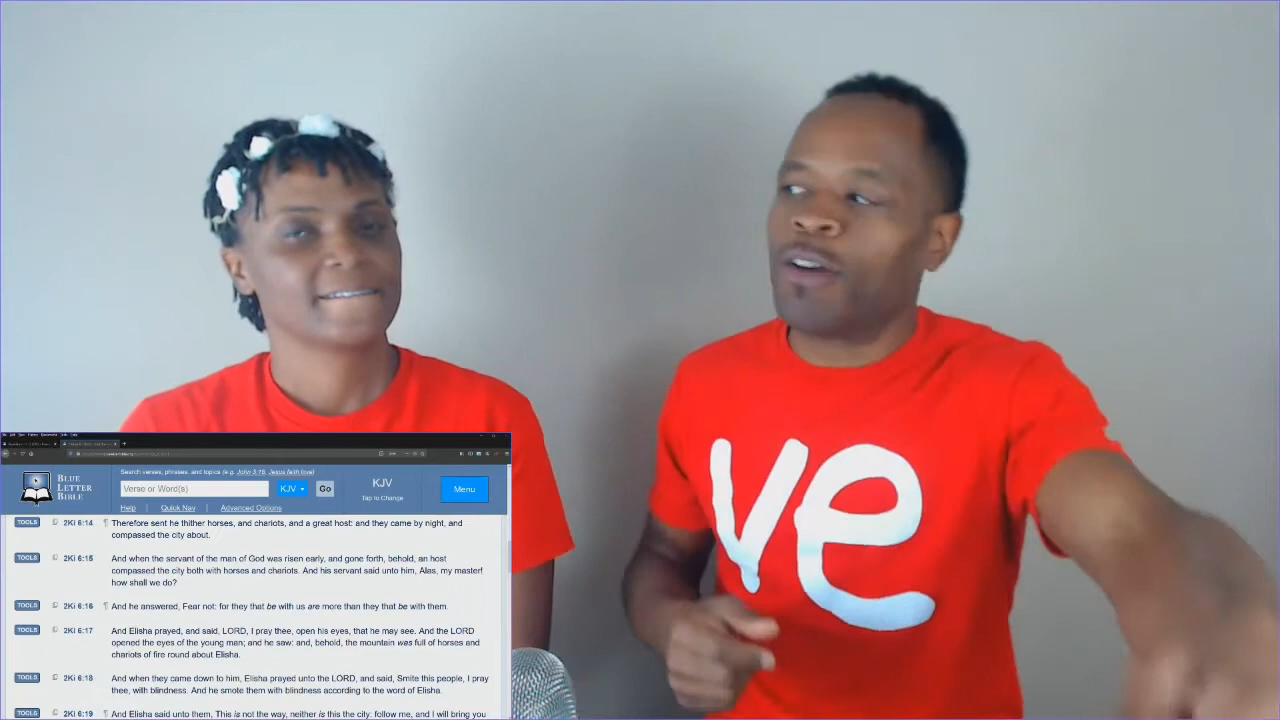 ve
Search verses, phrases, and topics (e.g. John 3:16, Jesus faith love)
BLUE LETTER BIBLE
Verse or Word(s)
KJV
Go
KJV
Tap to Change
Menu
Help | Quick Nav | Advanced Options
TOOLS 2Ki 6:14 ¶ Therefore sent he thither horses, and chariots, and a great host: and they came by night, and
compassed the city about.
TOOLS 2Ki 6:15 And when the servant of the man of God was risen early, and gone forth, behold, an host
compassed the city both with horses and chariots. And his servant said unto him, Alas, my master!
how shall we do?
TOOLS 2Ki 6:16 ¶ And he answered, Fear not: for they that be with us are more than they that be with them.
TOOLS 2Ki 6:17 And Elisha prayed, and said, LORD, I pray thee, open his eyes, that he may see. And the LORD
opened the eyes of the young man; and he saw: and, behold, the mountain was full of horses and
chariots of fire round about Elisha.
TOOLS 2Ki 6:18 And when they came down to him, Elisha prayed unto the LORD, and said, Smite this people, I pray
thee, with blindness. And he smote them with blindness according to the word of Elisha.
TOOLS 2Ki 6:19 ¶ And Elisha said unto them, This is not the way, neither is this the city: follow me, and I will bring you